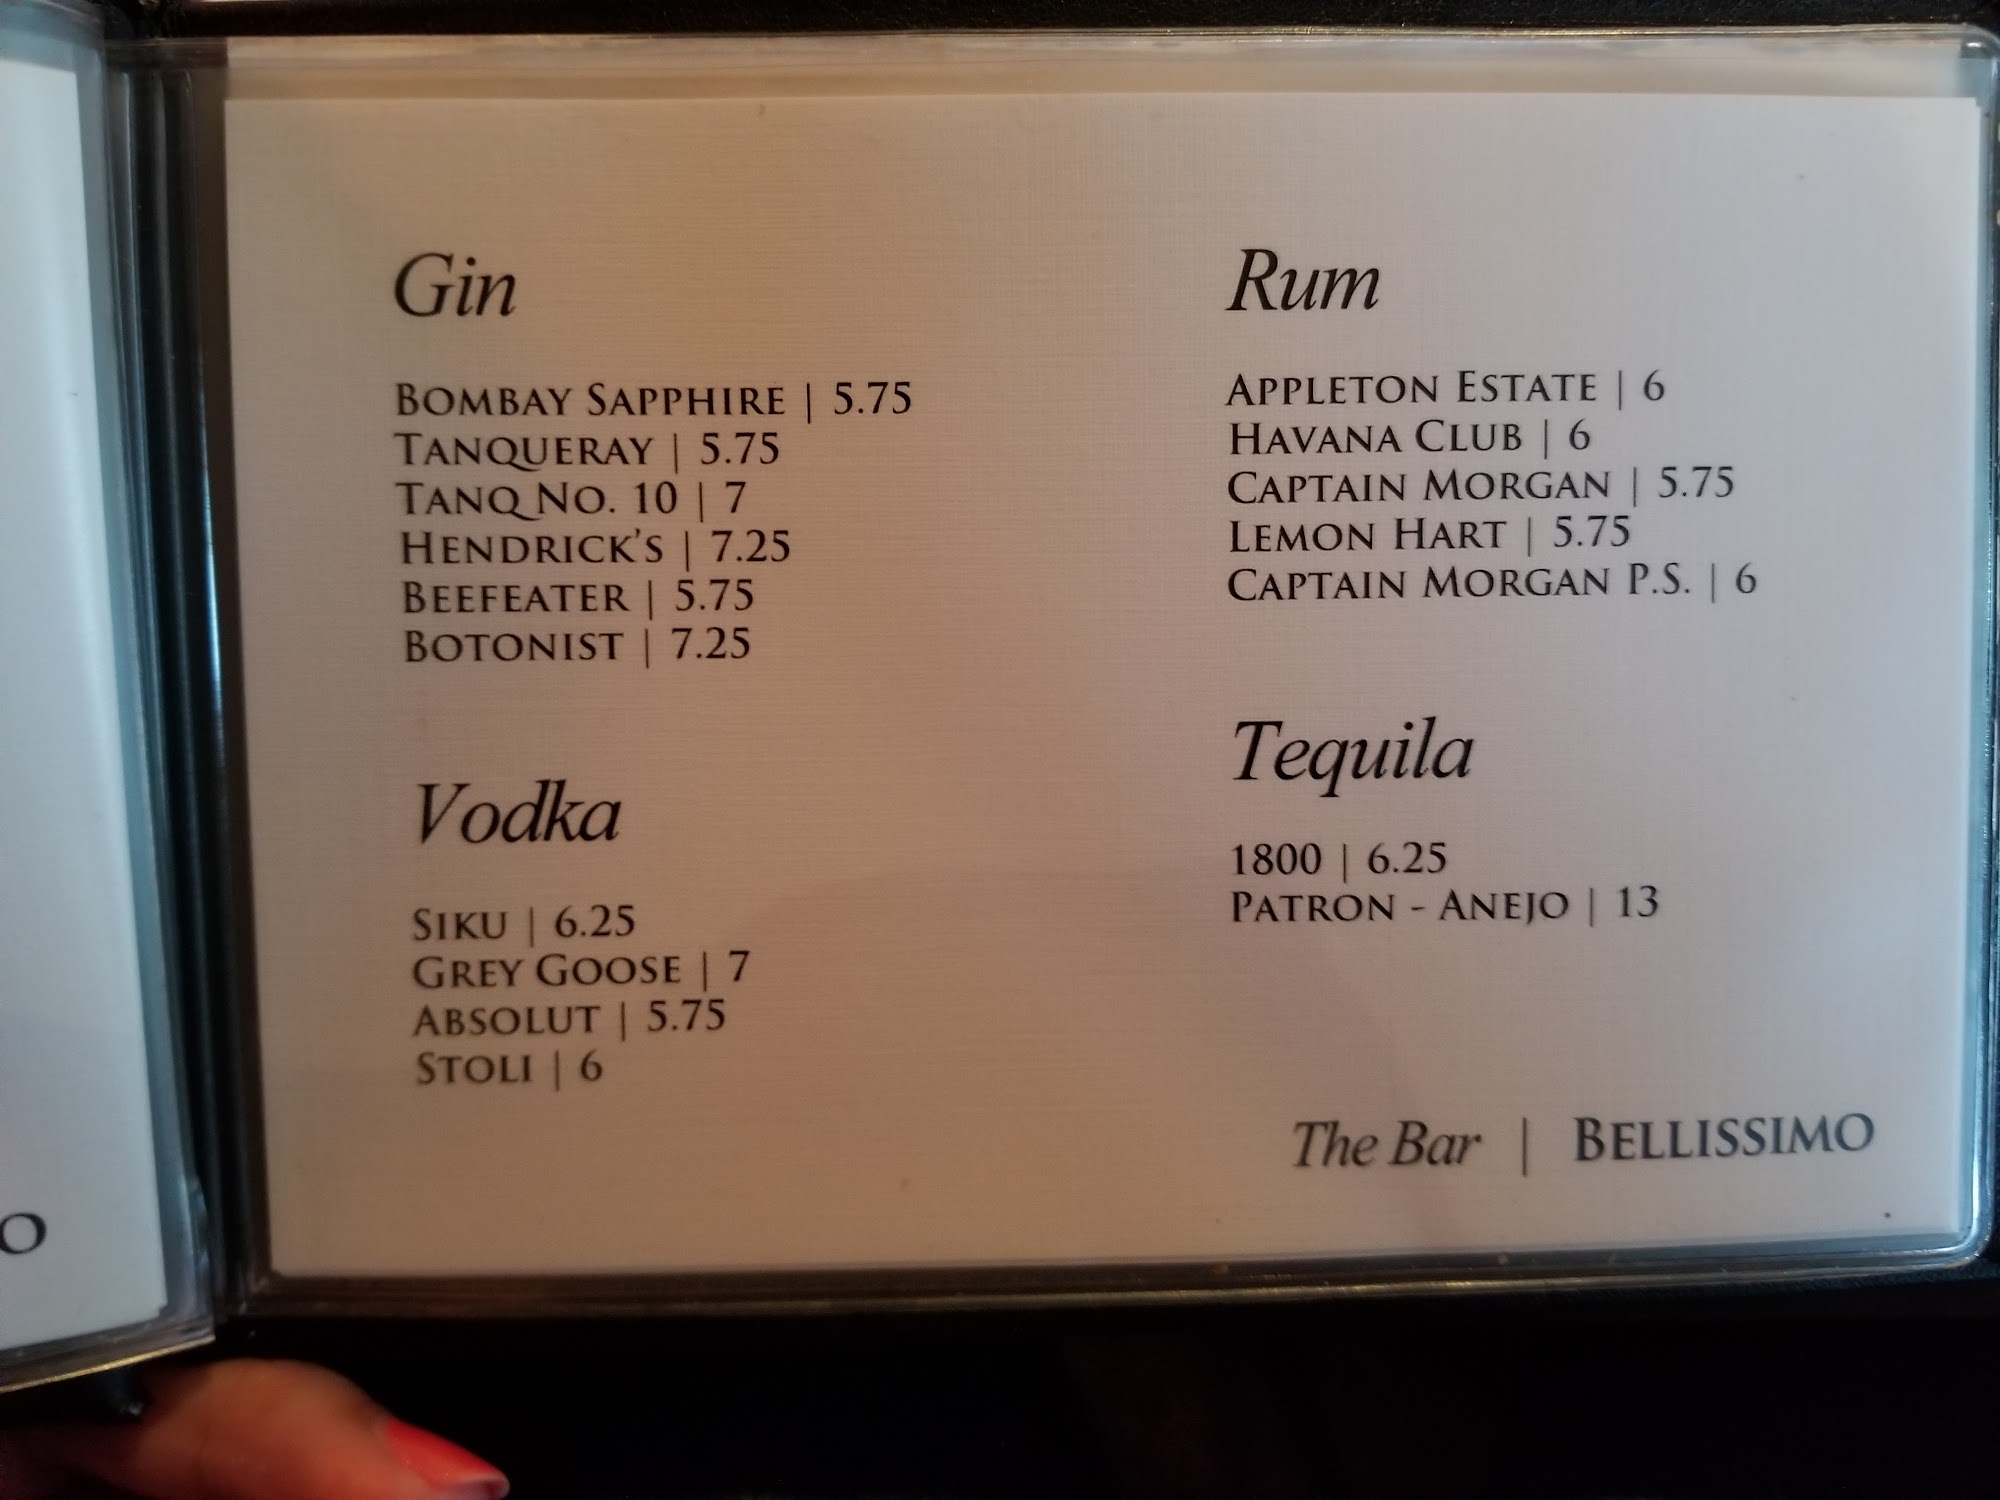 Gin
BOMBAY SAPPHIRE | 5.75
TANQUERAY | 5.75
TANQ NO. 10 | 7
HENDRICK'S | 7.25
BEEFEATER | 5.75
BOTONIST | 7.25
Vodka
SIKU | 6.25
GREY GOOSE | 7
ABSOLUT | 5.75
STOLI | 6
Rum
APPLETON ESTATE | 6
HAVANA CLUB | 6
CAPTAIN MORGAN | 5.75
LEMON HART | 5.75
CAPTAIN MORGAN P.S. | 6
Tequila
1800 | 6.25
PATRON - ANEJO | 13
The Bar | BELLISSIMO